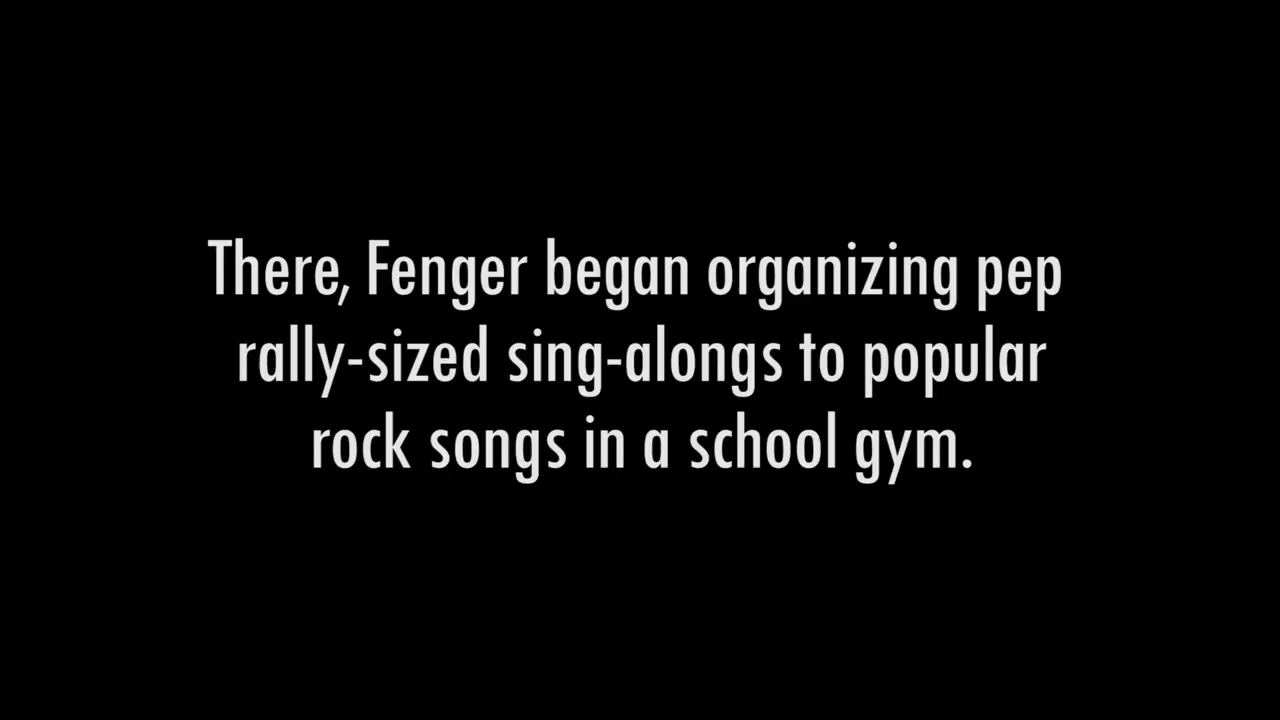 There, Fenger began organizing pep
rally-sized sing-alongs to popular
rock songs in a school gym.